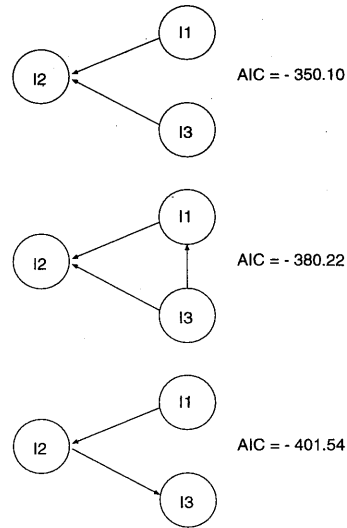 I1
I2
AIC = - 350.10
I3
I1
I2
AIC = - 380.22
I3
I1
I2
AIC = - 401.54
I3